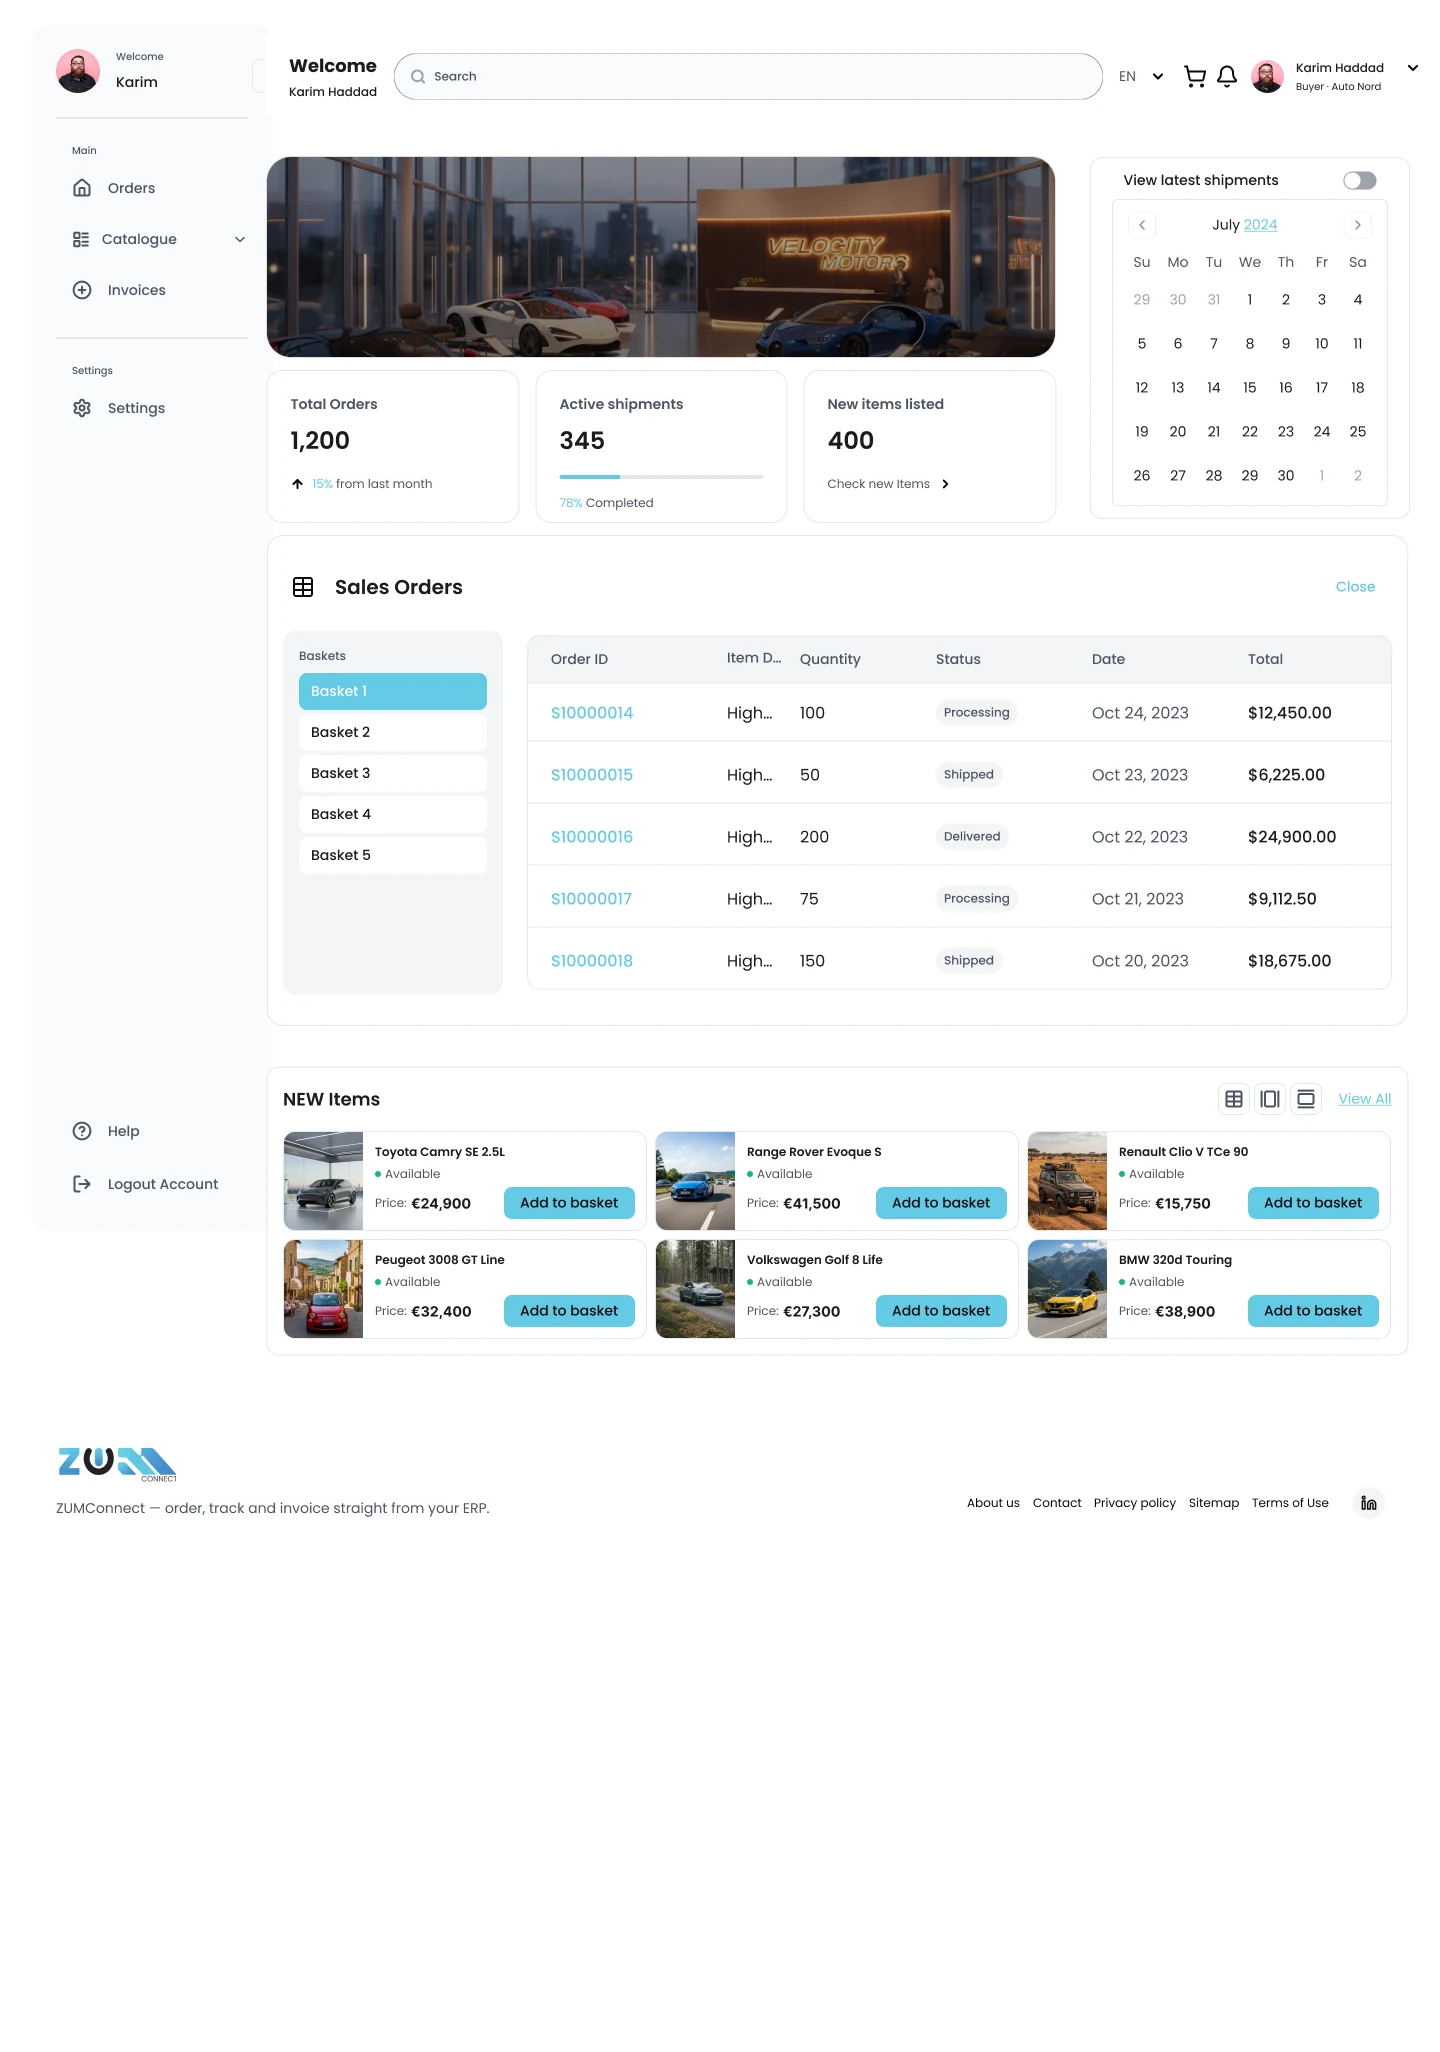 Welcome
Karim
Main
Orders
Catalogue
Invoices
Settings
Settings
Help
Logout Account
Welcome
Karim Haddad
Search
EN
Karim Haddad
Buyer · Auto Nord
VELOCITY
MOTORS
View latest shipments
July 2024
Su Mo Tu We Th Fr Sa
29 30 31 1 2 3 4
5 6 7 8 9 10 11
12 13 14 15 16 17 18
19 20 21 22 23 24 25
26 27 28 29 30 1 2
Total Orders
1,200
15% from last month
Active shipments
345
78% Completed
New items listed
400
Check new Items
Sales Orders
Close
Baskets
Basket 1
Basket 2
Basket 3
Basket 4
Basket 5
Order ID Item D... Quantity Status Date Total
S10000014 High... 100 Processing Oct 24, 2023 $12,450.00
S10000015 High... 50 Shipped Oct 23, 2023 $6,225.00
S10000016 High... 200 Delivered Oct 22, 2023 $24,900.00
S10000017 High... 75 Processing Oct 21, 2023 $9,112.50
S10000018 High... 150 Shipped Oct 20, 2023 $18,675.00
NEW Items
View All
Toyota Camry SE 2.5L
Available
Price: €24,900 Add to basket
Range Rover Evoque S
Available
Price: €41,500 Add to basket
Renault Clio V TCe 90
Available
Price: €15,750 Add to basket
Peugeot 3008 GT Line
Available
Price: €32,400 Add to basket
Volkswagen Golf 8 Life
Available
Price: €27,300 Add to basket
BMW 320d Touring
Available
Price: €38,900 Add to basket
ZUM
CONNECT
ZUMConnect — order, track and invoice straight from your ERP.
About us Contact Privacy policy Sitemap Terms of Use
in